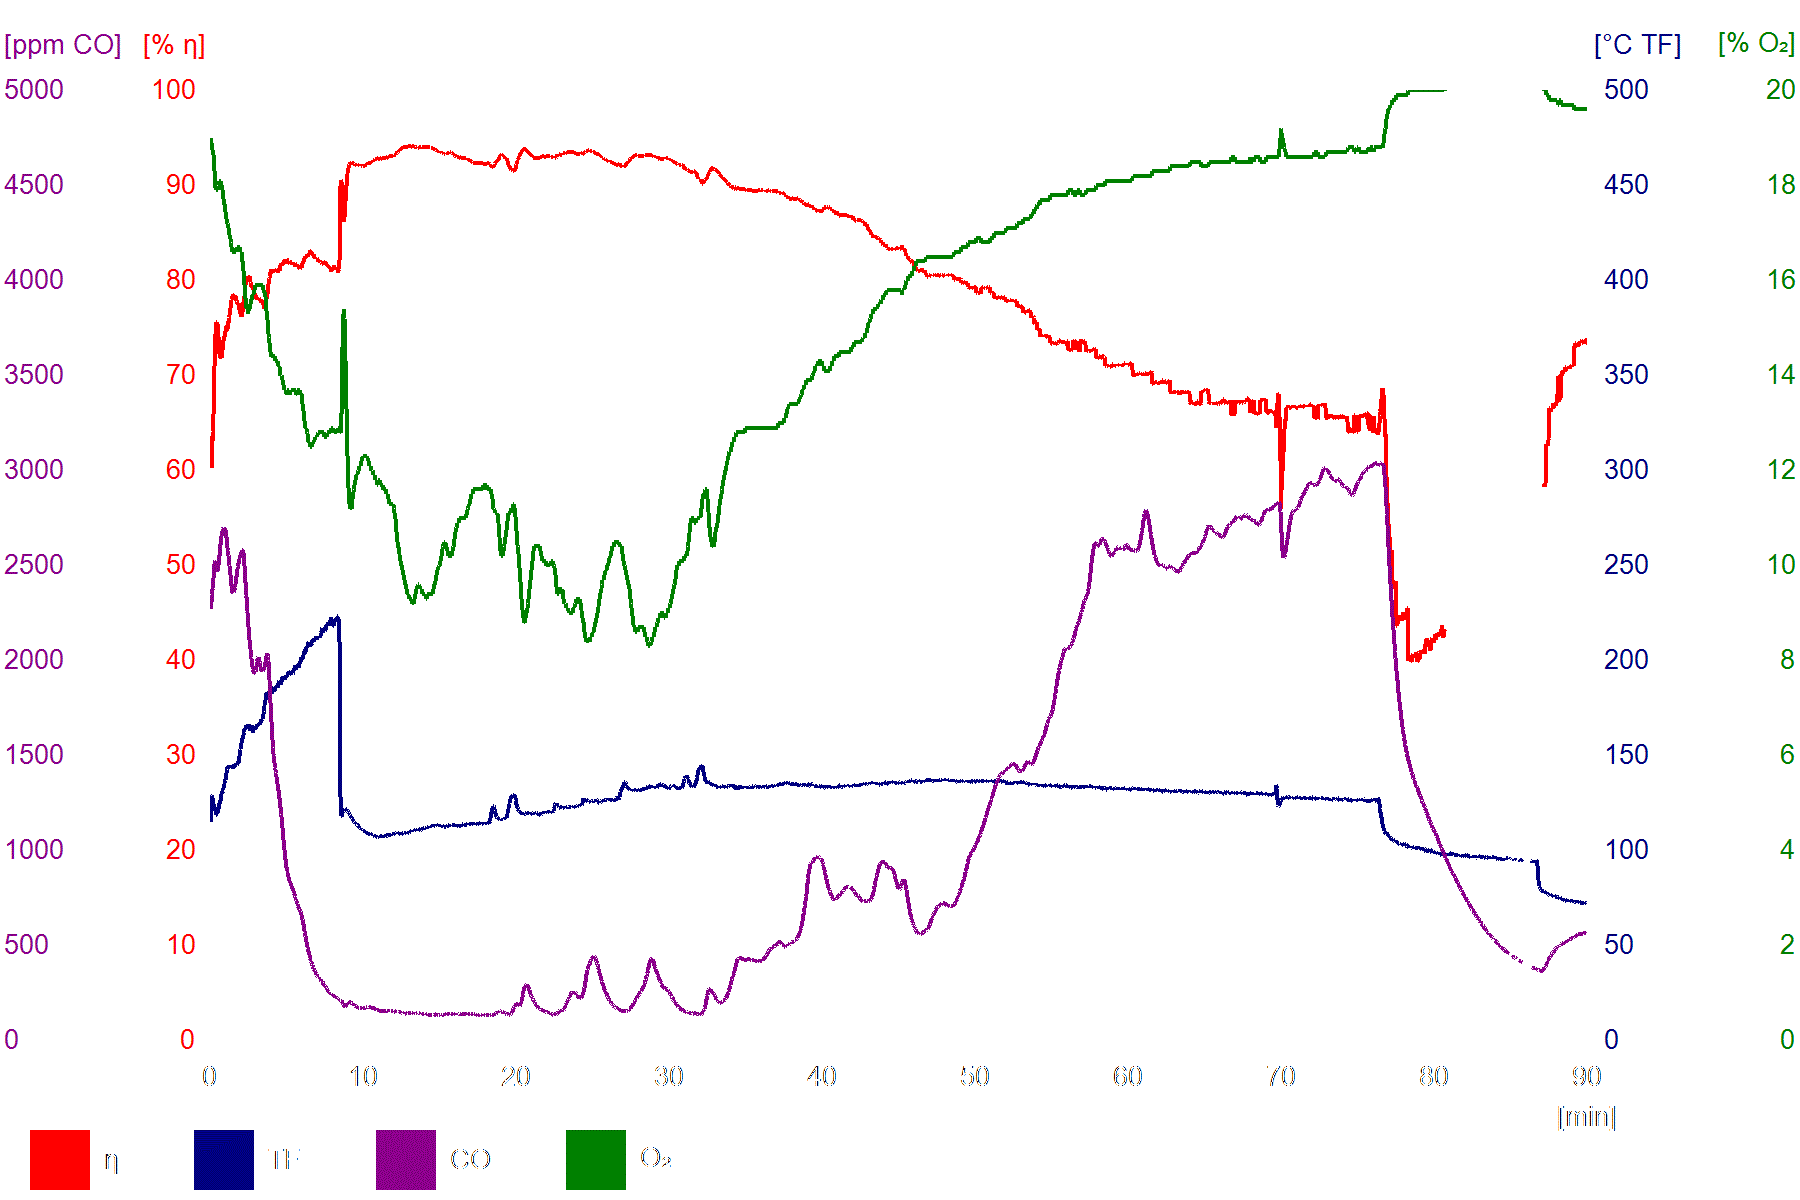 [ppm CO] [% η] [°C TF] [% O₂]
5000 100 500 20
4500 90 450 18
4000 80 400 16
3500 70 350 14
3000 60 300 12
2500 50 250 10
2000 40 200 8
1500 30 150 6
1000 20 100 4
500 10 50 2
0 0 0 0
0 10 20 30 40 50 60 70 80 90
[min]
η TF CO O₂